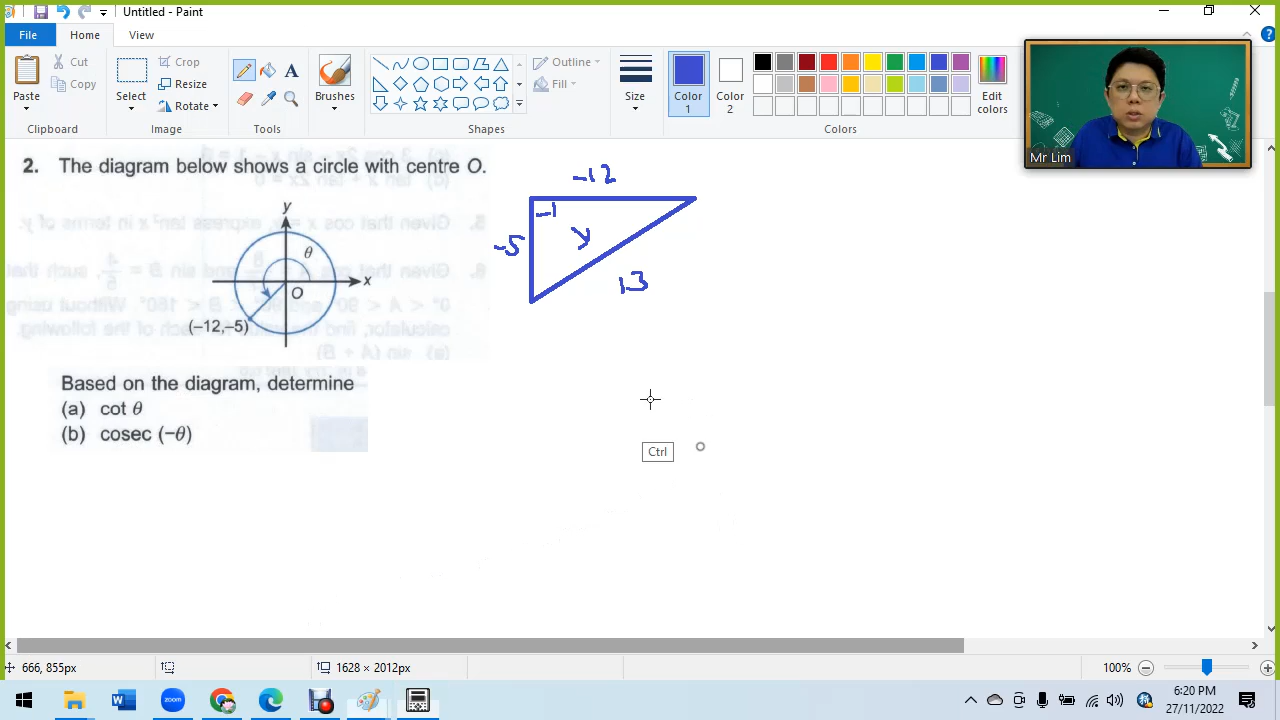 Untitled - Paint
File Home View
Cut
Copy
Paste
Clipboard
Select
Crop
Resize
Rotate
Image
Tools
Brushes
Shapes
Outline
Fill
Size
Color 1
Color 2
Colors
Edit colors
Mr Lim
2. The diagram below shows a circle with centre O.
y
θ
x
O
(−12,−5)
-12
-5
13
Based on the diagram, determine
(a) cot θ
(b) cosec (−θ)
Ctrl
666, 855px
1628 × 2012px
100%
zoom
6:20 PM
27/11/2022